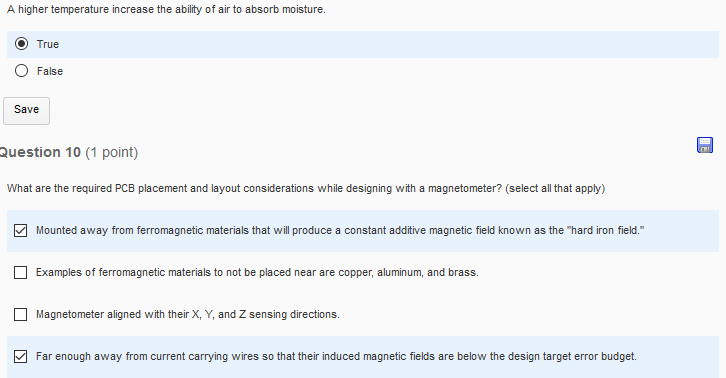 A higher temperature increase the ability of air to absorb moisture.
True
False
Save
Question 10 (1 point)
What are the required PCB placement and layout considerations while designing with a magnetometer? (select all that apply)
Mounted away from ferromagnetic materials that will produce a constant additive magnetic field known as the "hard iron field."
Examples of ferromagnetic materials to not be placed near are copper, aluminum, and brass.
Magnetometer aligned with their X, Y, and Z sensing directions.
Far enough away from current carrying wires so that their induced magnetic fields are below the design target error budget.